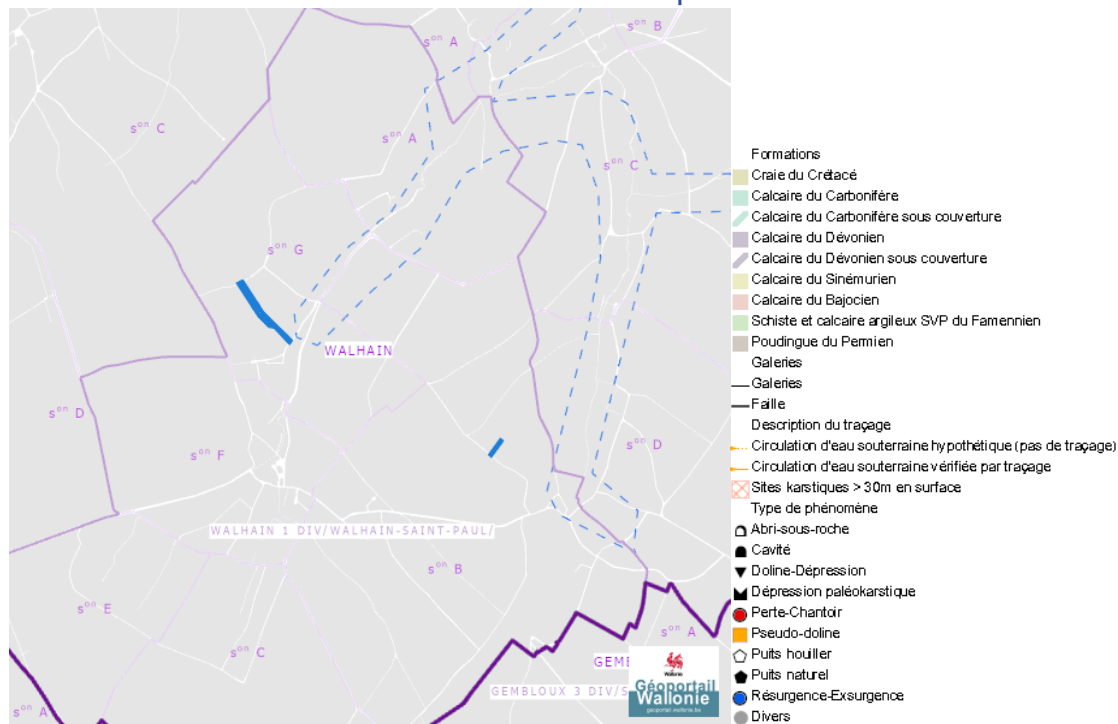 son A
son B
son C
son A
son C
son G
WALHAIN
son D
son F
son D
WALHAIN 1 DIV/WALHAIN-SAINT-PAUL/
son B
son E
son A
son C
GEMB
GEMBLOUX 3 DIV/S
son A
Wallonie
Géoportail
Wallonie
geoportail.wallonie.be
Formations
Craie du Crétacé
Calcaire du Carbonifère
Calcaire du Carbonifère sous couverture
Calcaire du Dévonien
Calcaire du Dévonien sous couverture
Calcaire du Sinémurien
Calcaire du Bajocien
Schiste et calcaire argileux SVP du Famennien
Poudingue du Permien
Galeries
Galeries
Faille
Description du traçage
Circulation d'eau souterraine hypothétique (pas de traçage)
Circulation d'eau souterraine vérifiée par traçage
Sites karstiques > 30m en surface
Type de phénomène
Abri-sous-roche
Cavité
Doline-Dépression
Dépression paléokarstique
Perte-Chantoir
Pseudo-doline
Puits houiller
Puits naturel
Résurgence-Exsurgence
Divers